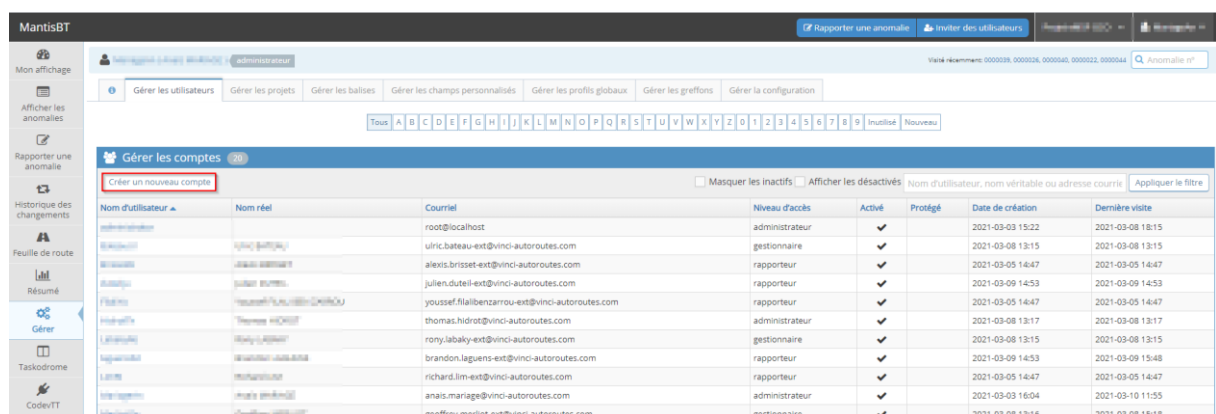 MantisBT
Rapporter une anomalie
Inviter des utilisateurs
Mon affichage
administrateur
Visité récemment: 0000039, 0000026, 0000040, 0000022, 0000044
Anomalie n°
Gérer les utilisateurs Gérer les projets Gérer les balises Gérer les champs personnalisés Gérer les profils globaux Gérer les greffons Gérer la configuration
Afficher les anomalies
Tous A B C D E F G H I J K L M N O P Q R S T U V W X Y Z 0 1 2 3 4 5 6 7 8 9 Inutilisé Nouveau
Rapporter une anomalie
Gérer les comptes 20
Créer un nouveau compte
Masquer les inactifs Afficher les désactivés Nom d'utilisateur, nom véritable ou adresse courrie Appliquer le filtre
Historique des changements
Nom d'utilisateur Nom réel Courriel Niveau d'accès Activé Protégé Date de création Dernière visite
root@localhost administrateur 2021-03-03 15:22 2021-03-08 18:15
Feuille de route
ulric.bateau-ext@vinci-autoroutes.com gestionnaire 2021-03-08 13:15 2021-03-08 13:15
alexis.brisset-ext@vinci-autoroutes.com rapporteur 2021-03-05 14:47 2021-03-05 14:47
Résumé
julien.duteil-ext@vinci-autoroutes.com rapporteur 2021-03-09 14:53 2021-03-09 14:53
youssef.filalibenzarrou-ext@vinci-autoroutes.com rapporteur 2021-03-05 14:47 2021-03-05 14:47
Gérer
thomas.hidrot@vinci-autoroutes.com administrateur 2021-03-08 13:17 2021-03-08 13:17
rony.labaky-ext@vinci-autoroutes.com gestionnaire 2021-03-08 13:15 2021-03-08 13:15
Taskodrome
brandon.laguens-ext@vinci-autoroutes.com rapporteur 2021-03-09 14:53 2021-03-09 15:48
richard.lim-ext@vinci-autoroutes.com rapporteur 2021-03-05 14:47 2021-03-05 14:47
anais.mariage@vinci-autoroutes.com administrateur 2021-03-03 16:04 2021-03-10 11:55
CodevTT